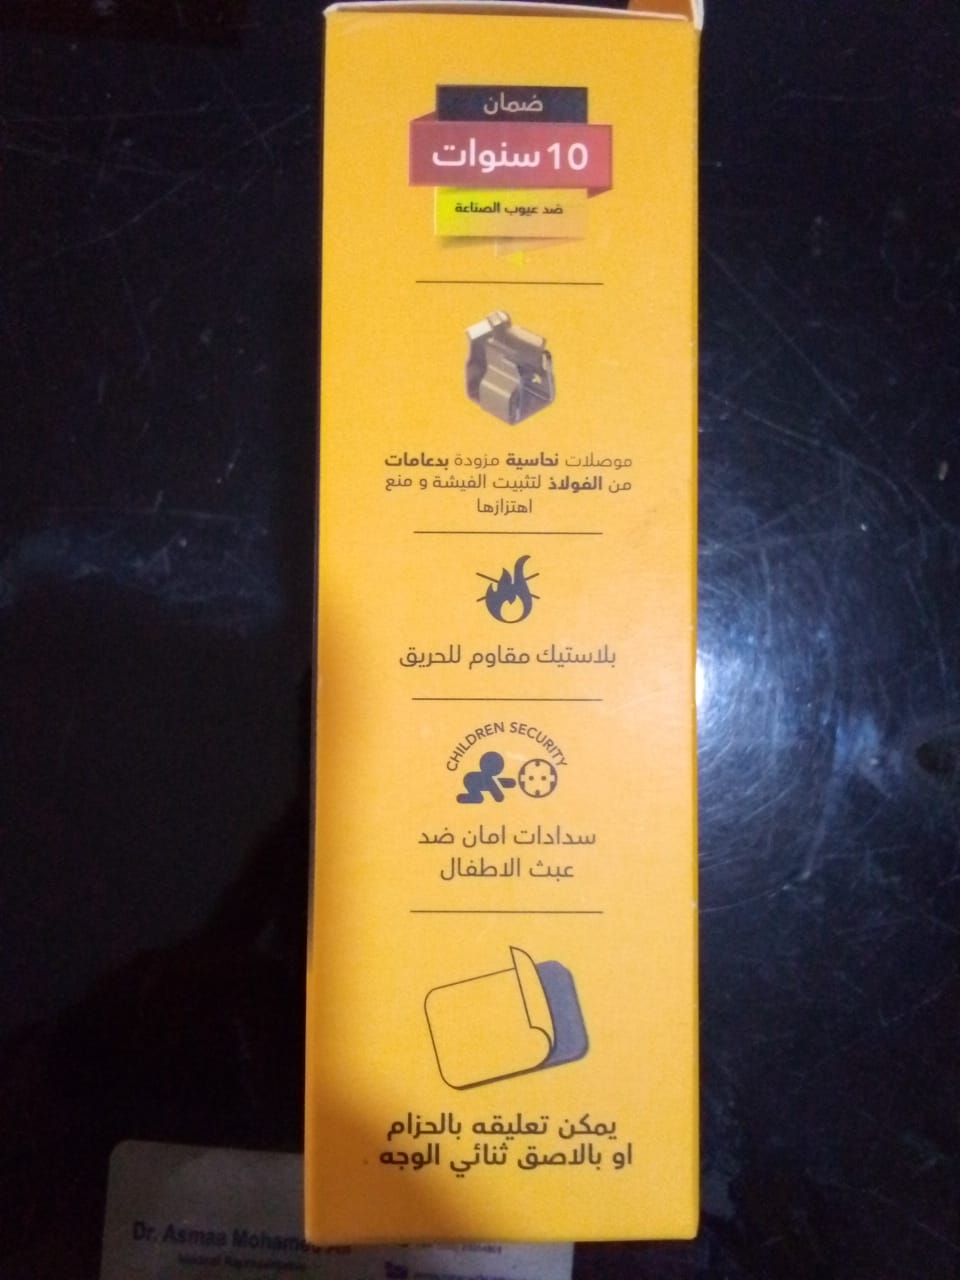 ضمان
10 سنوات
ضد عيوب الصناعة
موصلات نحاسية مزودة بدعامات
من الفولاذ لتثبيت الفيشة و منع
اهتزازها
بلاستيك مقاوم للحريق
CHILDREN SECURITY
سدادات امان ضد
عبث الاطفال
يمكن تعليقه بالحزام
او بالاصق ثنائي الوجه .
Dr. Asmaa Mohamed